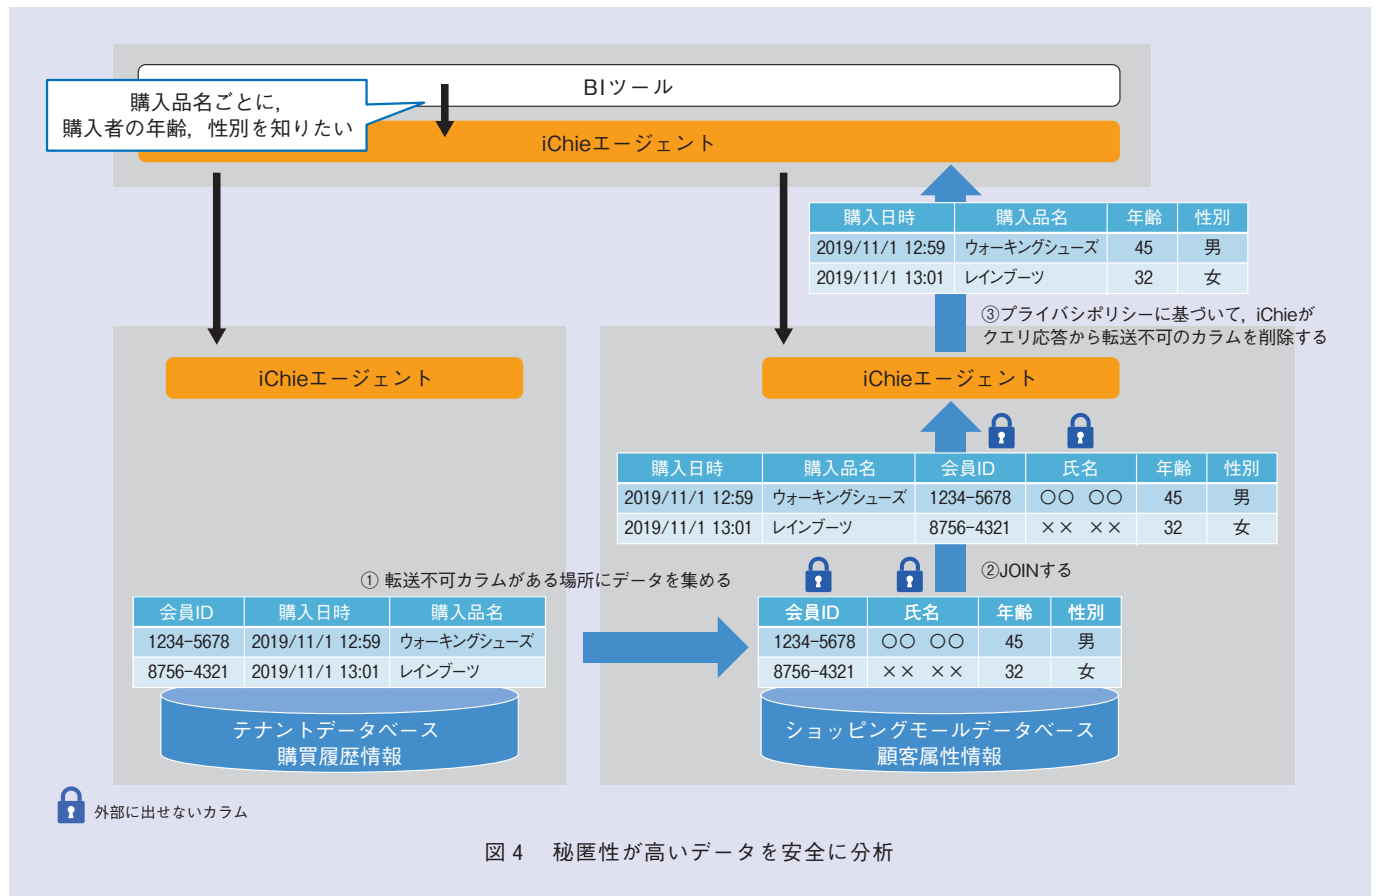 BIツール
購入品名ごとに,
購入者の年齢, 性別を知りたい
iChieエージェント
購入日時 購入品名 年齢 性別
2019/11/1 12:59 ウォーキングシューズ 45 男
2019/11/1 13:01 レインブーツ 32 女
③プライバシポリシーに基づいて, iChieが
クエリ応答から転送不可のカラムを削除する
iChieエージェント
iChieエージェント
購入日時 購入品名 会員ID 氏名 年齢 性別
2019/11/1 12:59 ウォーキングシューズ 1234-5678 ○○ ○○ 45 男
2019/11/1 13:01 レインブーツ 8756-4321 ×× ×× 32 女
① 転送不可カラムがある場所にデータを集める
②JOINする
会員ID 購入日時 購入品名
1234-5678 2019/11/1 12:59 ウォーキングシューズ
8756-4321 2019/11/1 13:01 レインブーツ
会員ID 氏名 年齢 性別
1234-5678 ○○ ○○ 45 男
8756-4321 ×× ×× 32 女
テナントデータベース
購買履歴情報
ショッピングモールデータベース
顧客属性情報
外部に出せないカラム
図4 秘匿性が高いデータを安全に分析